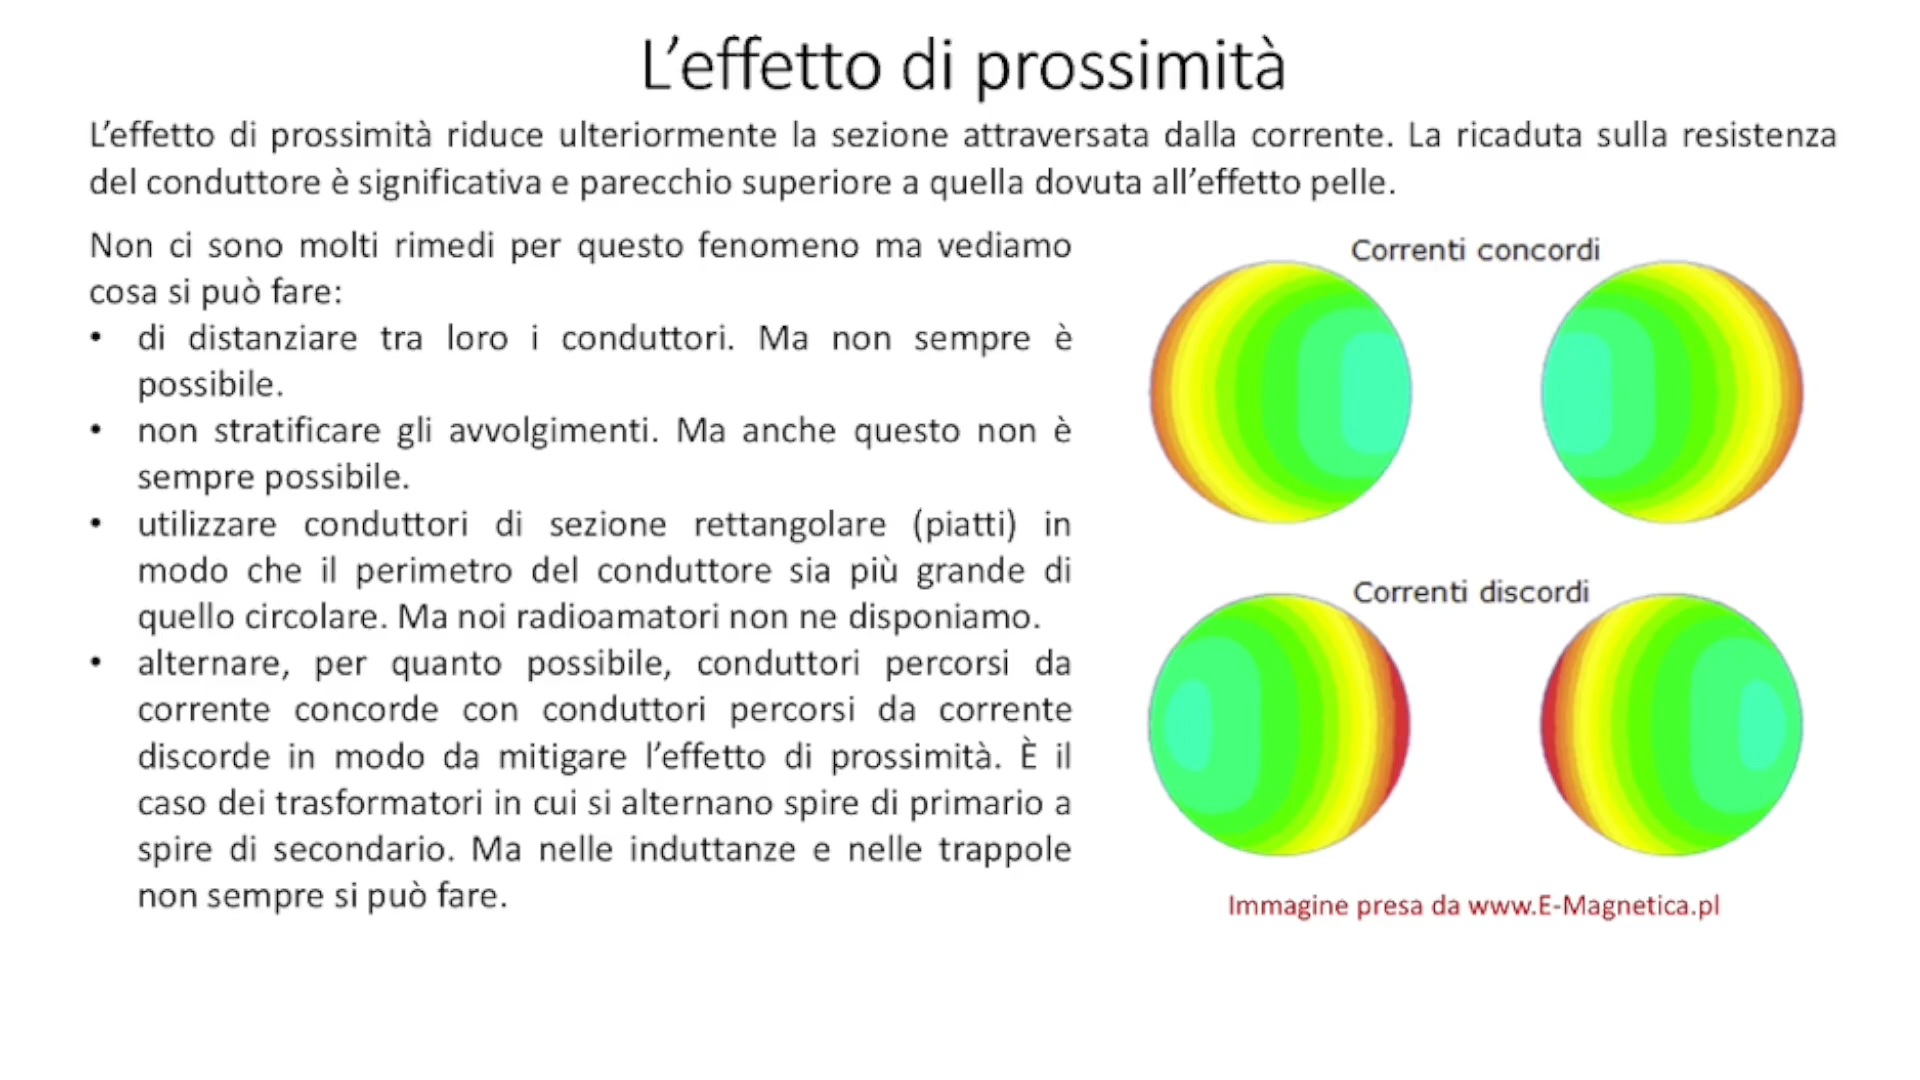 L’effetto di prossimità
L’effetto di prossimità riduce ulteriormente la sezione attraversata dalla corrente. La ricaduta sulla resistenza
del conduttore è significativa e parecchio superiore a quella dovuta all’effetto pelle.
Non ci sono molti rimedi per questo fenomeno ma vediamo
cosa si può fare:
• di distanziare tra loro i conduttori. Ma non sempre è
possibile.
• non stratificare gli avvolgimenti. Ma anche questo non è
sempre possibile.
• utilizzare conduttori di sezione rettangolare (piatti) in
modo che il perimetro del conduttore sia più grande di
quello circolare. Ma noi radioamatori non ne disponiamo.
• alternare, per quanto possibile, conduttori percorsi da
corrente concorde con conduttori percorsi da corrente
discorde in modo da mitigare l’effetto di prossimità. È il
caso dei trasformatori in cui si alternano spire di primario a
spire di secondario. Ma nelle induttanze e nelle trappole
non sempre si può fare.
Correnti concordi
Correnti discordi
Immagine presa da www.E-Magnetica.pl